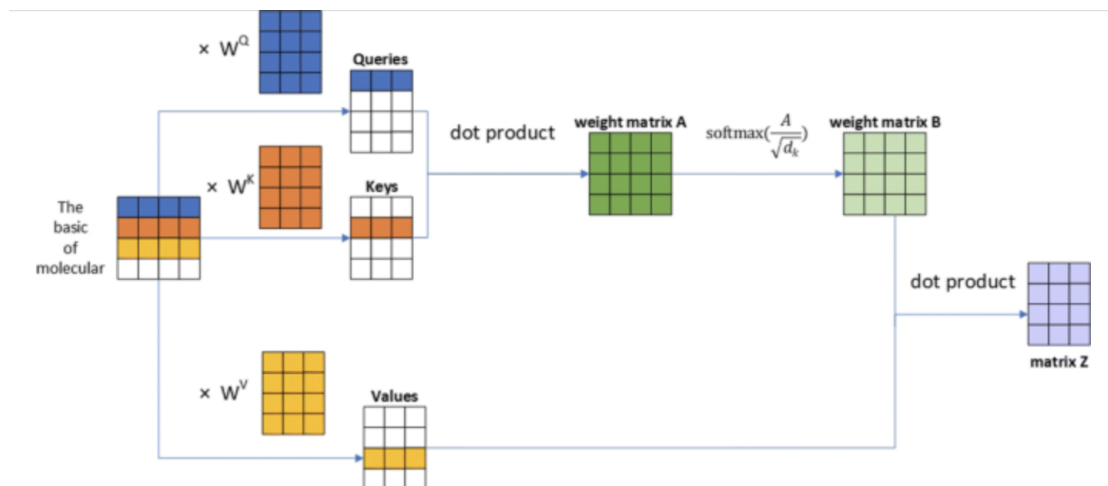 × W^Q
Queries
dot product
weight matrix A
softmax(A/√d_k)
weight matrix B
× W^K
Keys
The
basic
of
molecular
dot product
matrix Z
× W^V
Values